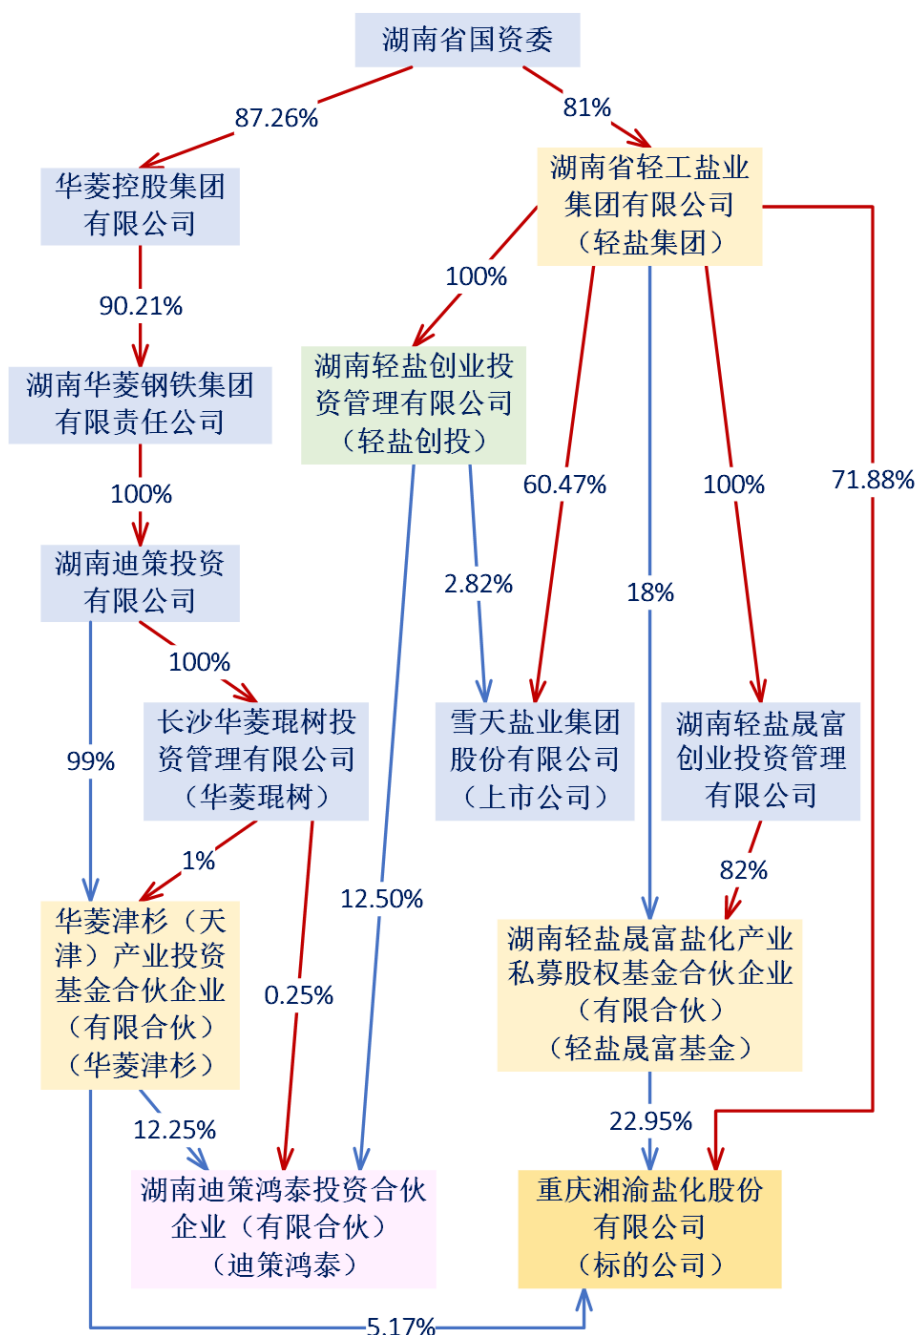 湖南省国资委
87.26%
81%
华菱控股集团
有限公司
湖南省轻工盐业
集团有限公司
（轻盐集团）
100%
90.21%
湖南华菱钢铁集团
有限责任公司
湖南轻盐创业投
资管理有限公司
（轻盐创投）
100%
60.47%
100%
71.88%
湖南迪策投资
有限公司
2.82%
18%
100%
长沙华菱琨树投
资管理有限公司
（华菱琨树）
雪天盐业集团
股份有限公司
（上市公司）
湖南轻盐晟富
创业投资管理
有限公司
99%
1%
82%
12.50%
华菱津杉（天
津）产业投资
基金合伙企业
（有限合伙）
（华菱津杉）
0.25%
湖南轻盐晟富盐化产业
私募股权基金合伙企业
（有限合伙）
（轻盐晟富基金）
12.25%
22.95%
湖南迪策鸿泰投资合伙
企业（有限合伙）
（迪策鸿泰）
重庆湘渝盐化股份
有限公司
（标的公司）
5.17%